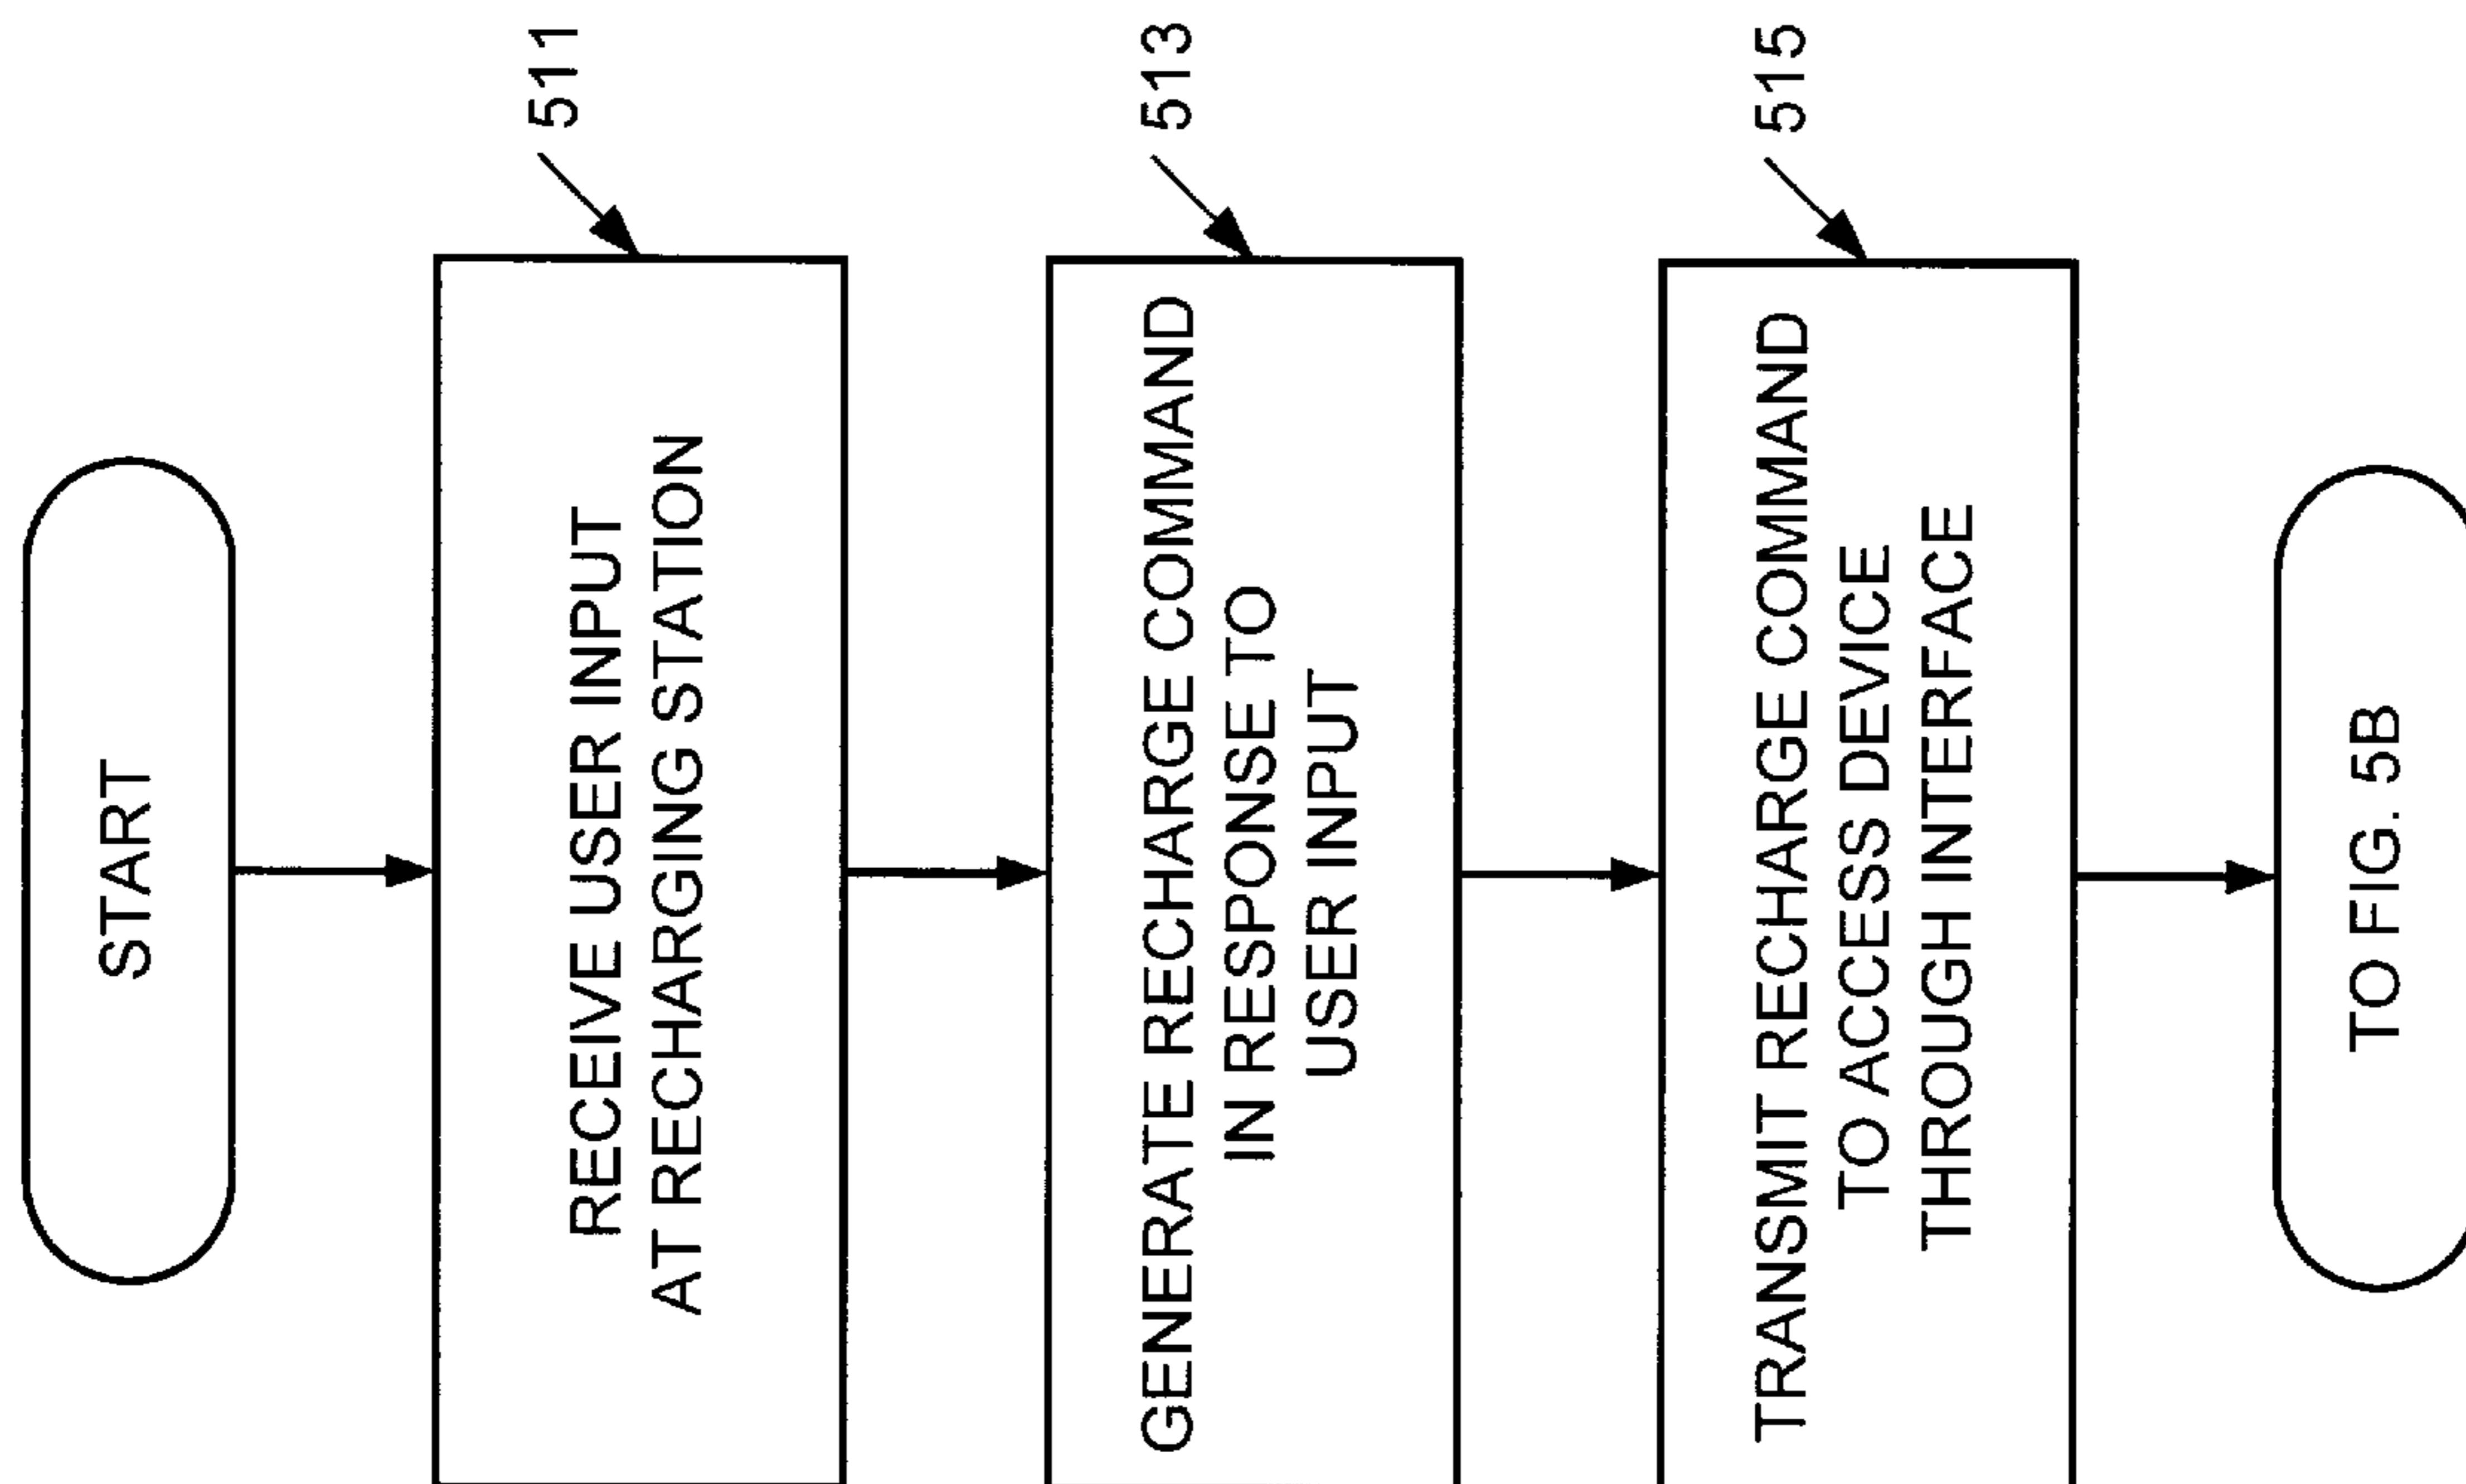 START
511
RECEIVE USER INPUT
AT RECHARGING STATION
513
GENERATE RECHARGE COMMAND
IN RESPONSE TO
USER INPUT
515
TRANSMIT RECHARGE COMMAND
TO ACCESS DEVICE
THROUGH INTERFACE
TO FIG. 5B